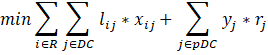 min ∑_{i∈R} ∑_{j∈DC} l_{ij} * x_{ij} + ∑_{j∈pDC} y_j * r_j